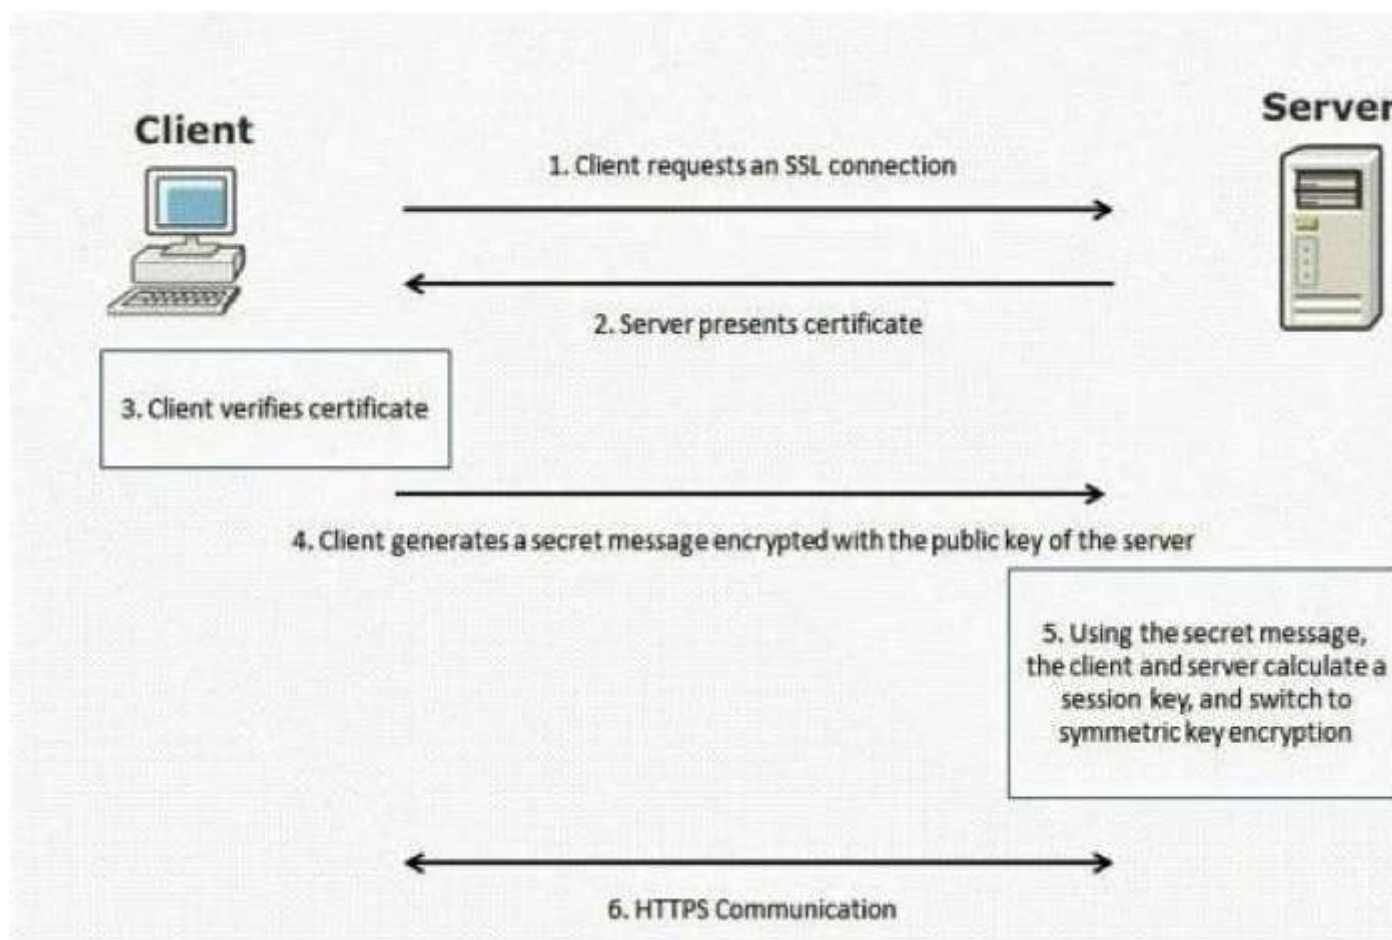 Client
Server
1. Client requests an SSL connection
2. Server presents certificate
3. Client verifies certificate
4. Client generates a secret message encrypted with the public key of the server
5. Using the secret message,
the client and server calculate a
session key, and switch to
symmetric key encryption
6. HTTPS Communication